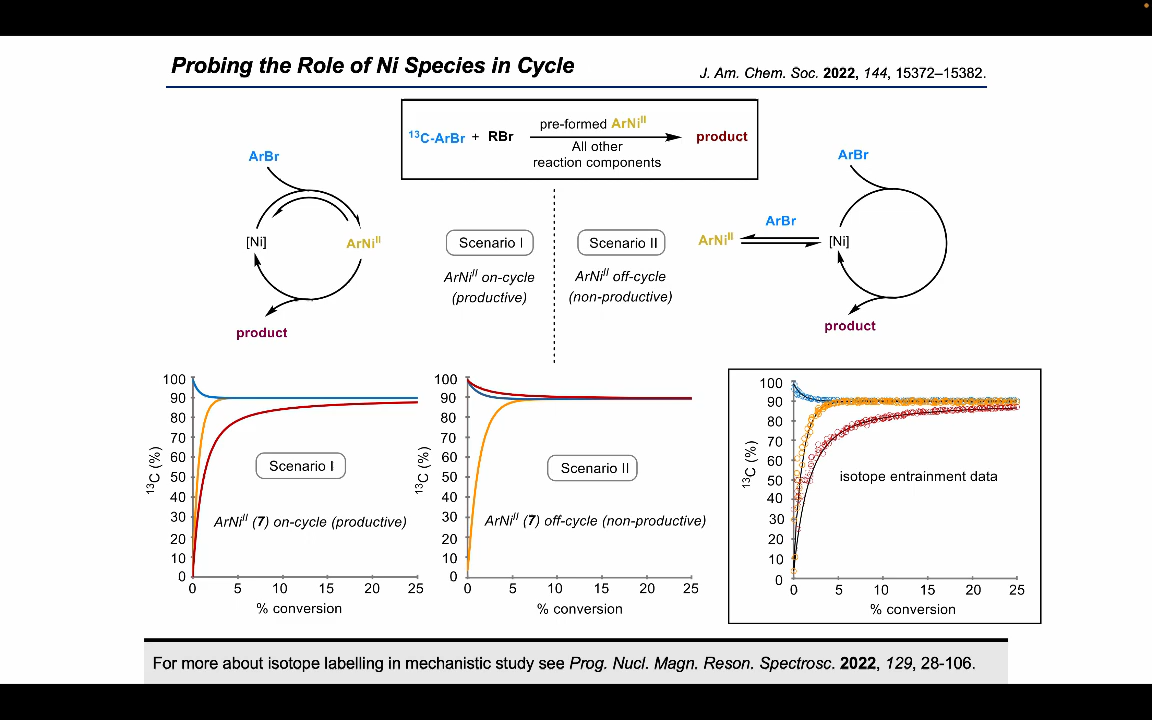 Probing the Role of Ni Species in Cycle
J. Am. Chem. Soc. 2022, 144, 15372–15382.
¹³C-ArBr + RBr
pre-formed ArNiᴵᴵ
All other
reaction components
product
ArBr
[Ni]
ArNiᴵᴵ
product
Scenario I
ArNiᴵᴵ on-cycle
(productive)
Scenario II
ArNiᴵᴵ off-cycle
(non-productive)
ArBr
ArBr
ArNiᴵᴵ
[Ni]
product
¹³C (%)
100
90
80
70
60
50
40
30
20
10
0
0 5 10 15 20 25
% conversion
Scenario I
ArNiᴵᴵ (7) on-cycle (productive)
¹³C (%)
100
90
80
70
60
50
40
30
20
10
0
0 5 10 15 20 25
% conversion
Scenario II
ArNiᴵᴵ (7) off-cycle (non-productive)
¹³C (%)
100
90
80
70
60
50
40
30
20
10
0
0 5 10 15 20 25
% conversion
isotope entrainment data
For more about isotope labelling in mechanistic study see Prog. Nucl. Magn. Reson. Spectrosc. 2022, 129, 28-106.